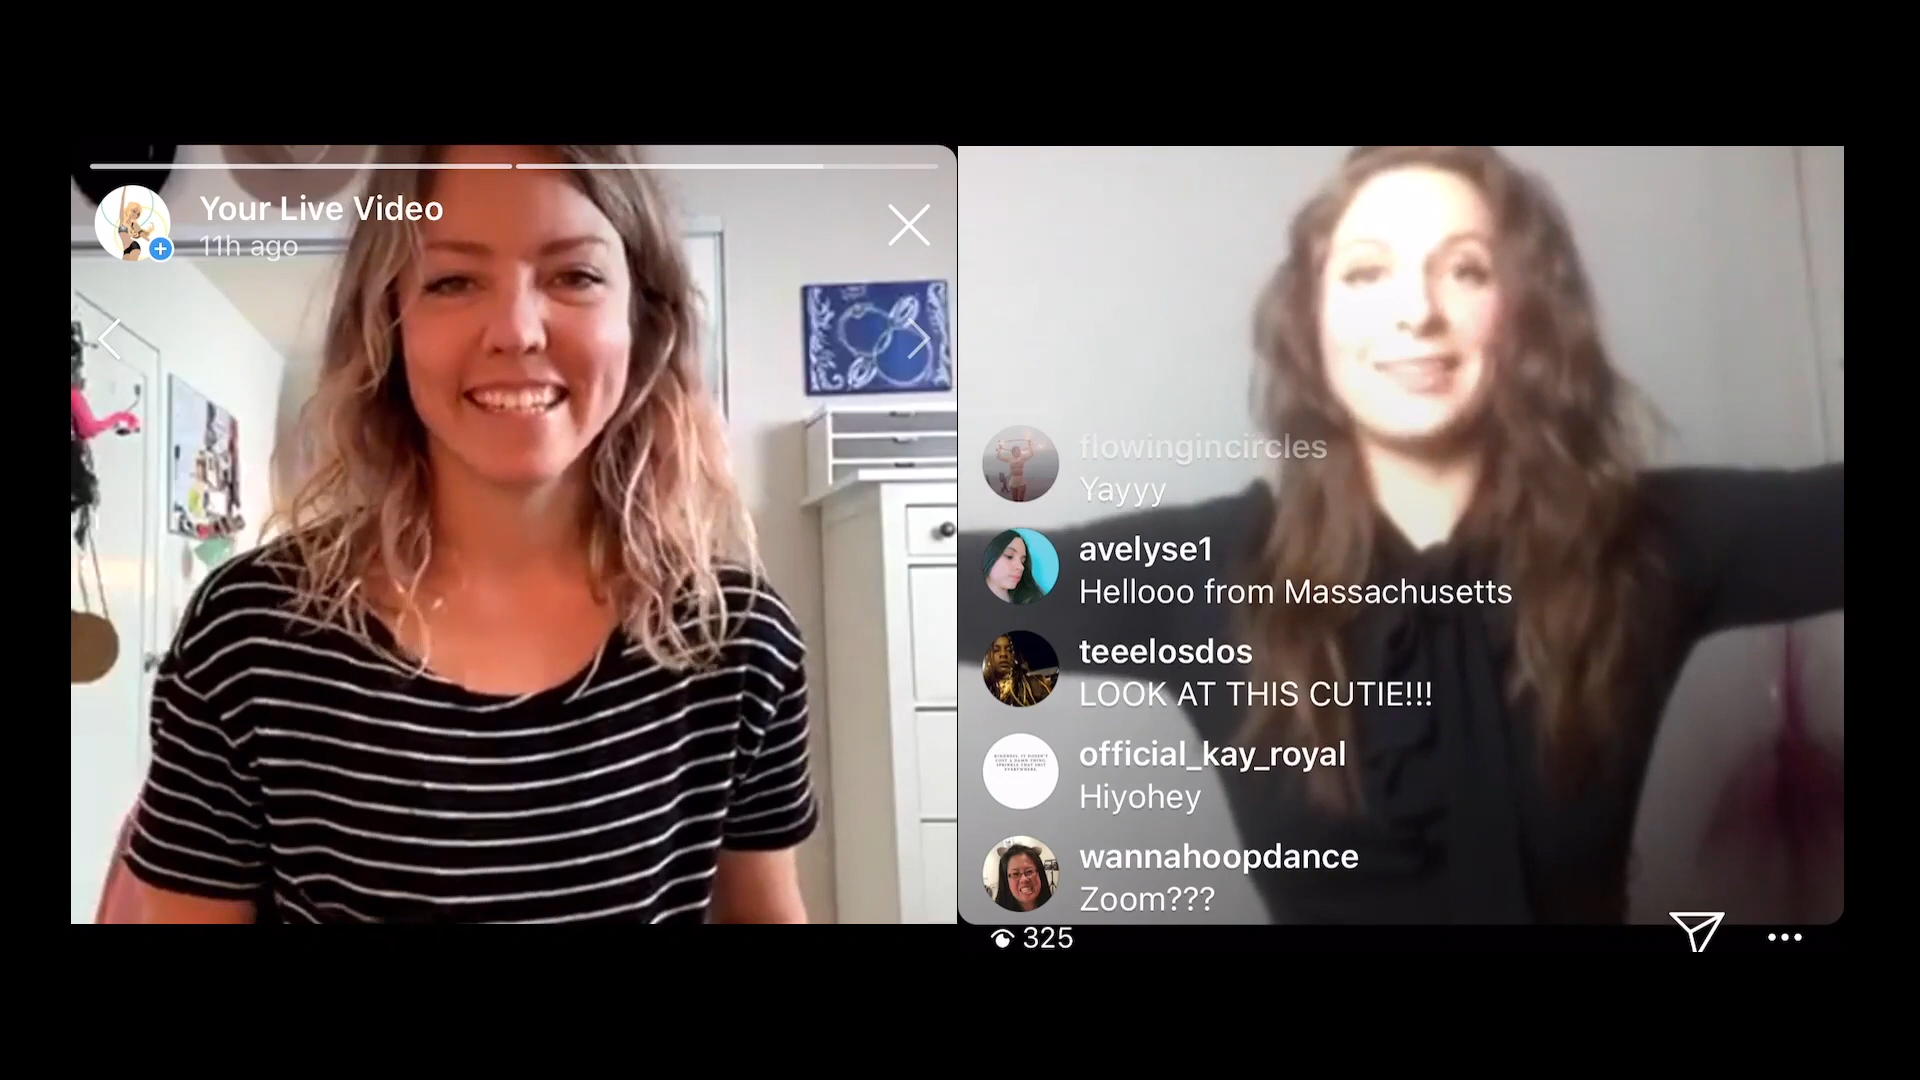 Your Live Video
11h ago
flowingincircles
Yayyy
avelyse1
Hellooo from Massachusetts
teeelosdos
LOOK AT THIS CUTIE!!!
official_kay_royal
Hiyohey
wannahoopdance
Zoom???
325